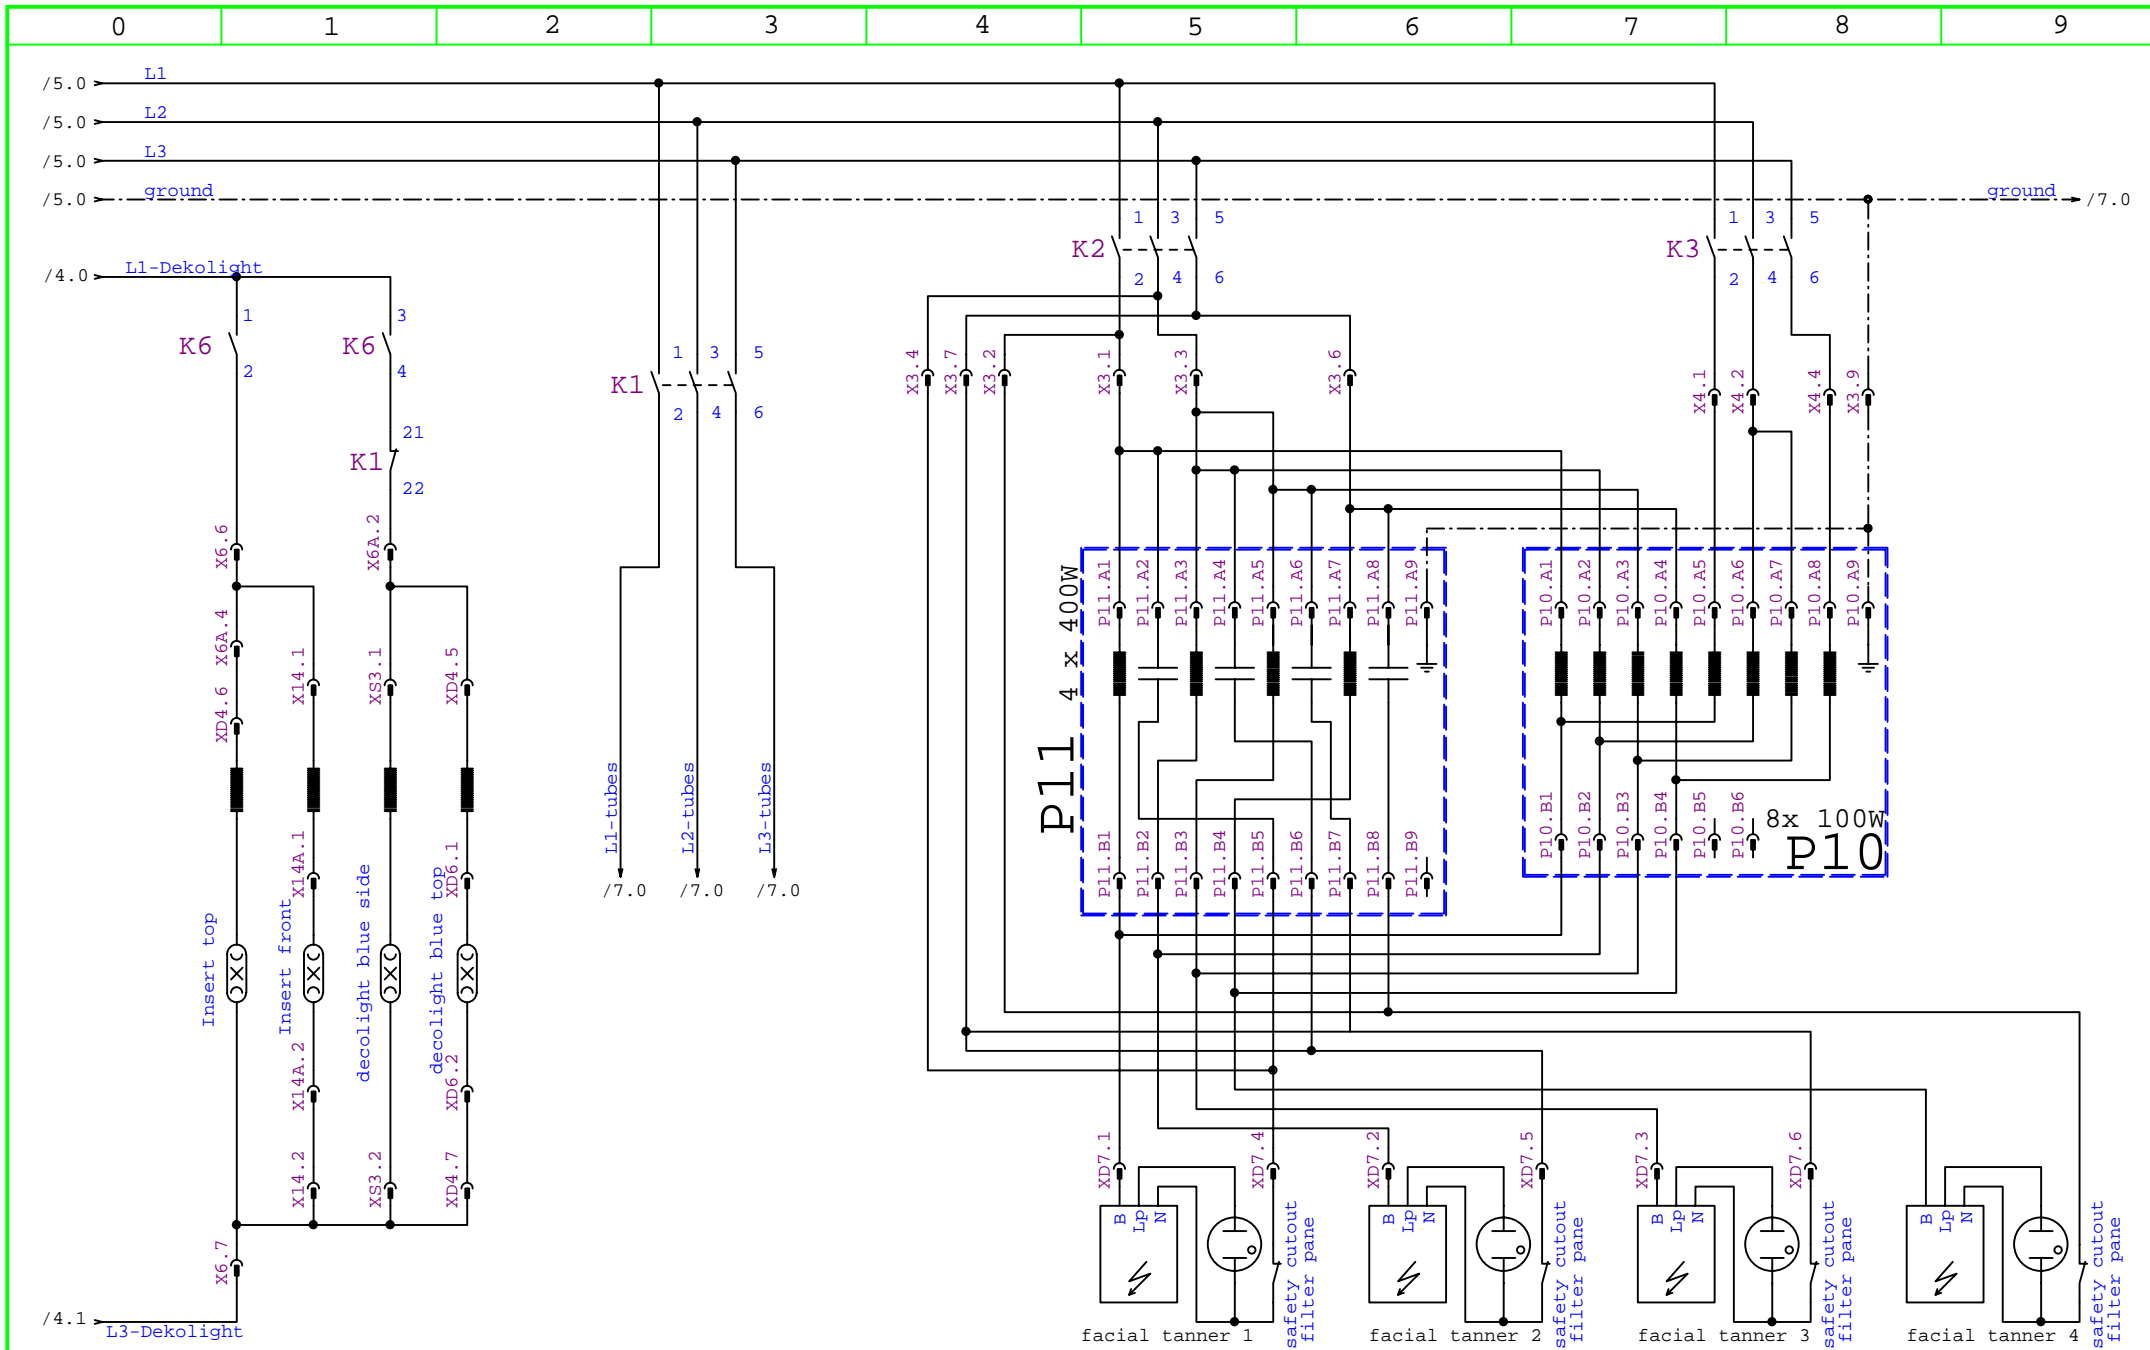 0 1 2 3 4 5 6 7 8 9
/5.0 L1
/5.0 L2
/5.0 L3
/5.0 ground ground /7.0
1 3 5 1 3 5
K2 K3
2 4 6 2 4 6
/4.0 L1-Dekolight
1 3
K6 K6
2 4
1 3 5
K1
2 4 6
X3.4 X3.7 X3.2 X3.1 X3.3 X3.6
X4.1 X4.2 X4.4 X3.9
21
K1
22
X6.6 X6A.2
X6A.4
XD4.6 X14.1 XS3.1 XD4.5
P11 4 x 400W
P11.A1 P11.A2 P11.A3 P11.A4 P11.A5 P11.A6 P11.A7 P11.A8 P11.A9
P10.A1 P10.A2 P10.A3 P10.A4 P10.A5 P10.A6 P10.A7 P10.A8 P10.A9
L1-tubes L2-tubes L3-tubes
/7.0 /7.0 /7.0
P10.B1 P10.B2 P10.B3 P10.B4 P10.B5 P10.B6
8x 100W
P10
P11.B1 P11.B2 P11.B3 P11.B4 P11.B5 P11.B6 P11.B7 P11.B8 P11.B9
X14A.1 XD6.1
Insert top
Insert front
decolight blue side
decolight blue top
X14A.2 XD6.2
X14.2 XS3.2 XD4.7
XD7.1 XD7.4 XD7.2 XD7.5 XD7.3 XD7.6
B Lp N
B Lp N
B Lp N
B Lp N
safety cutout
filter pane
safety cutout
filter pane
safety cutout
filter pane
safety cutout
filter pane
X6.7
/4.1 L3-Dekolight
facial tanner 1 facial tanner 2 facial tanner 3 facial tanner 4